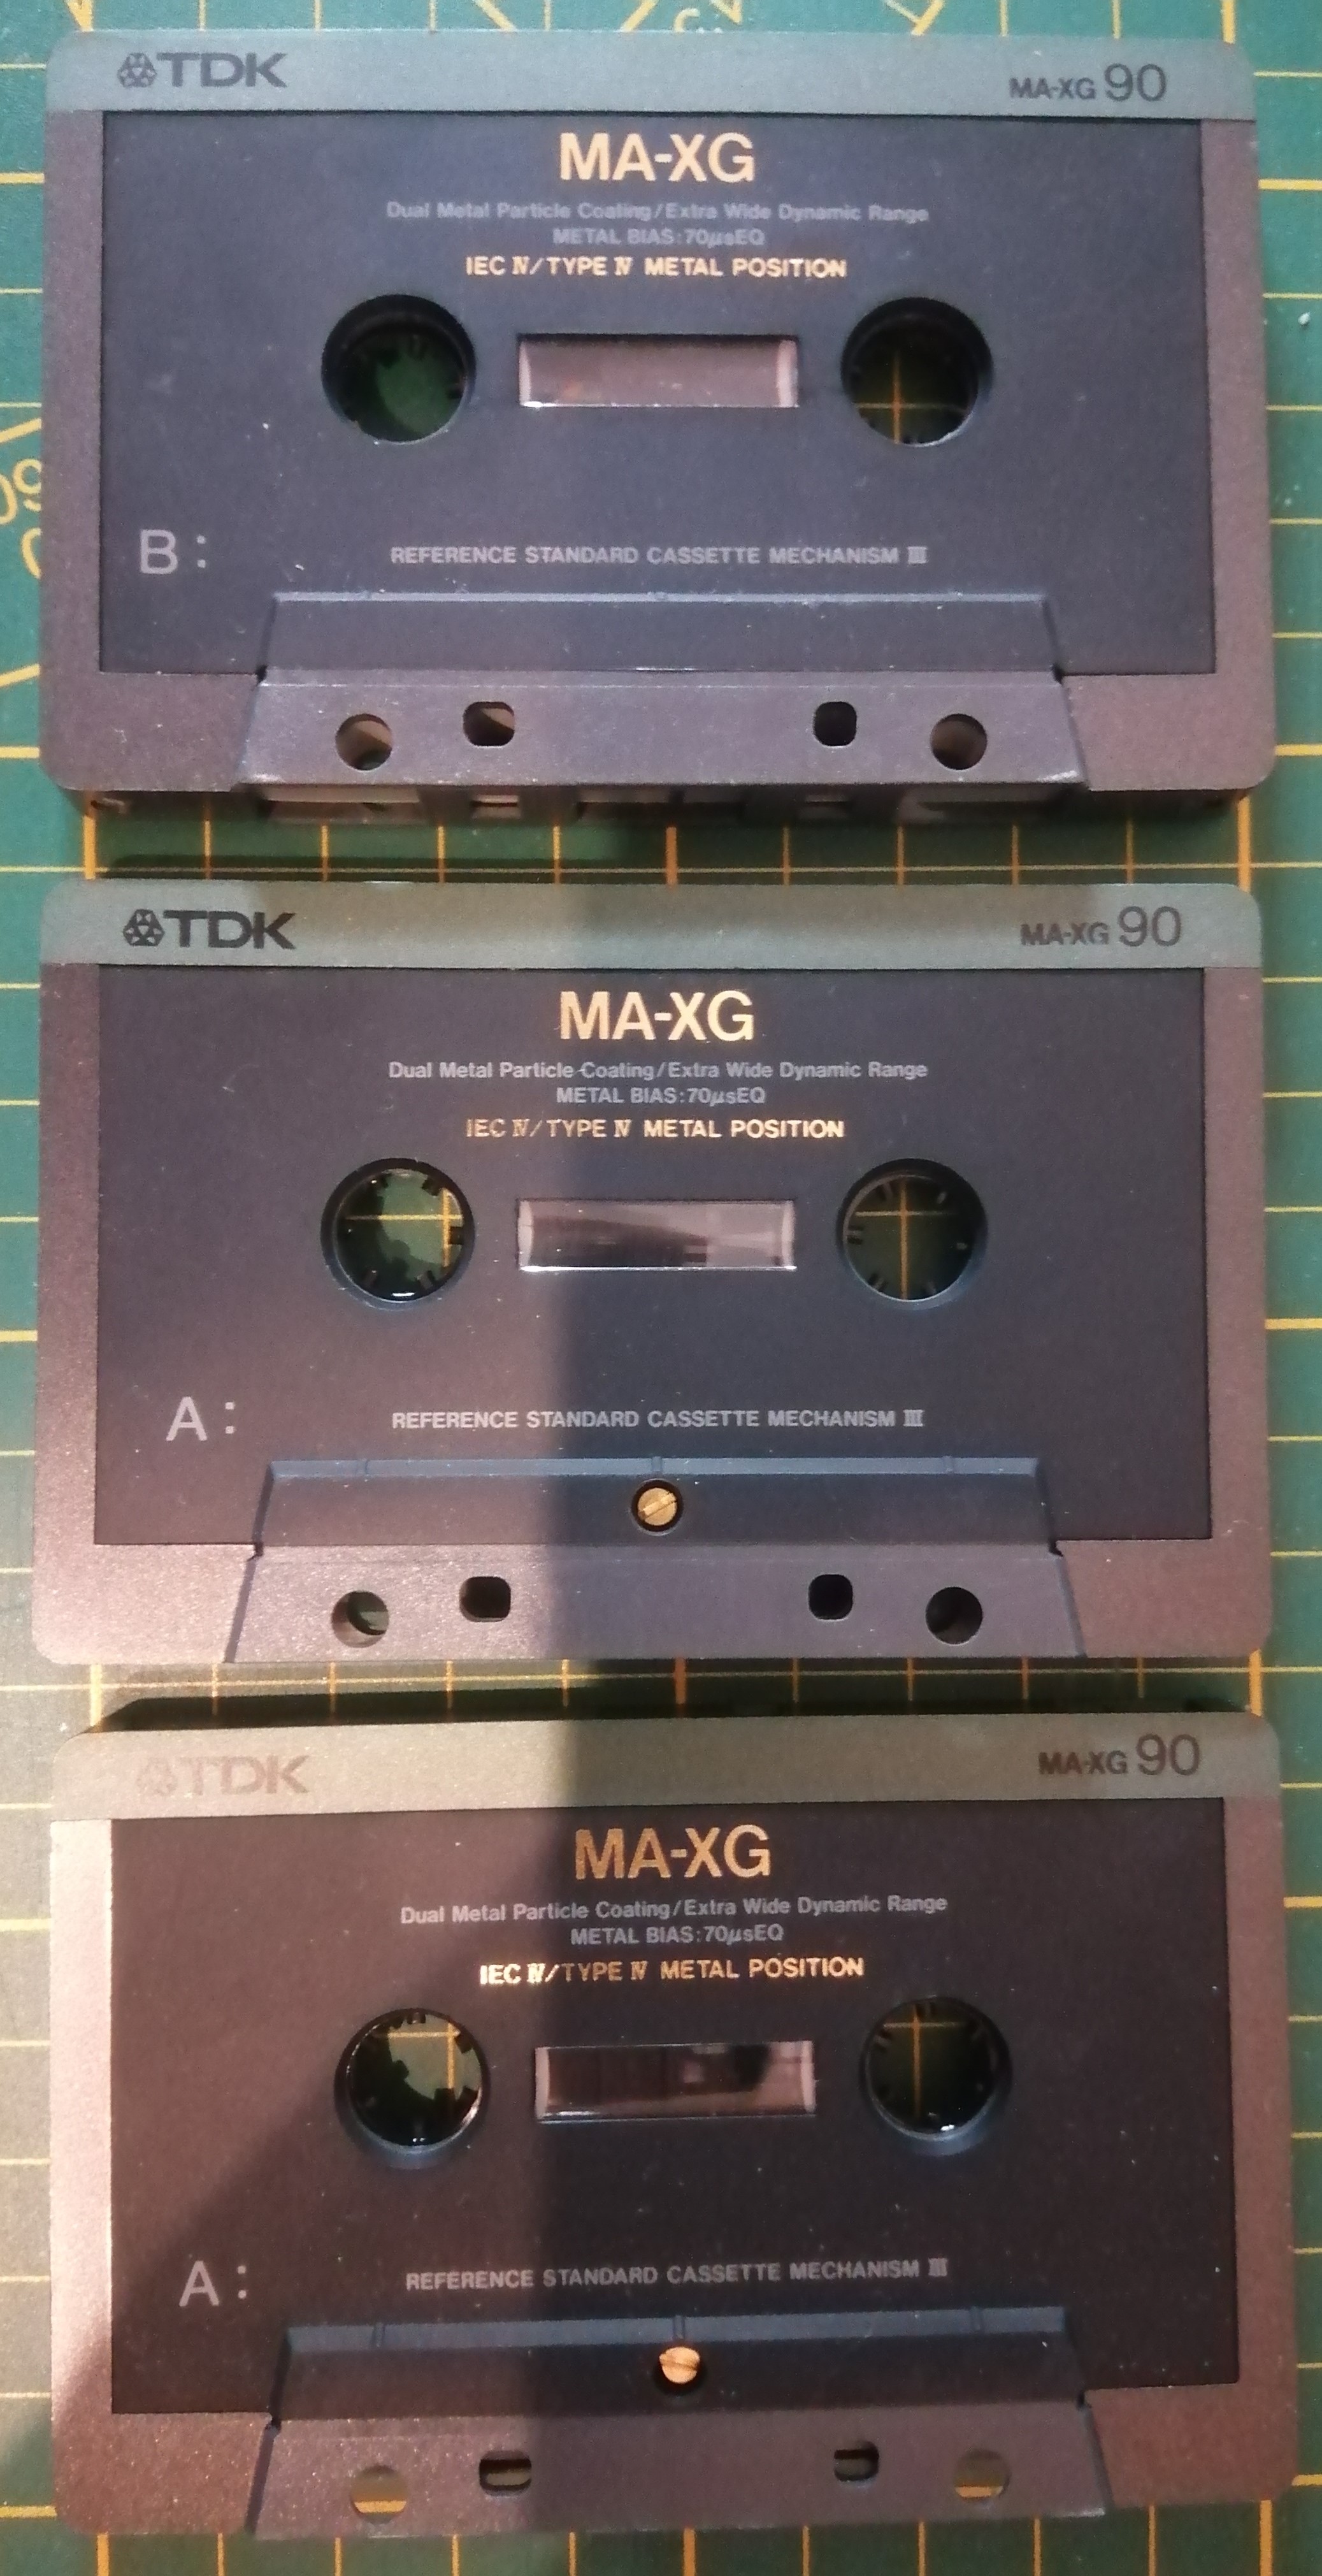 TDK MA-XG 90
MA-XG
Dual Metal Particle Coating/Extra Wide Dynamic Range
METAL BIAS:70μsEQ
IEC IV/TYPE IV METAL POSITION
B:
REFERENCE STANDARD CASSETTE MECHANISM III
TDK MA-XG 90
MA-XG
Dual Metal Particle Coating/Extra Wide Dynamic Range
METAL BIAS:70μsEQ
IEC IV/TYPE IV METAL POSITION
A:
REFERENCE STANDARD CASSETTE MECHANISM III
TDK MA-XG 90
MA-XG
Dual Metal Particle Coating/Extra Wide Dynamic Range
METAL BIAS:70μsEQ
IEC IV/TYPE IV METAL POSITION
A:
REFERENCE STANDARD CASSETTE MECHANISM III